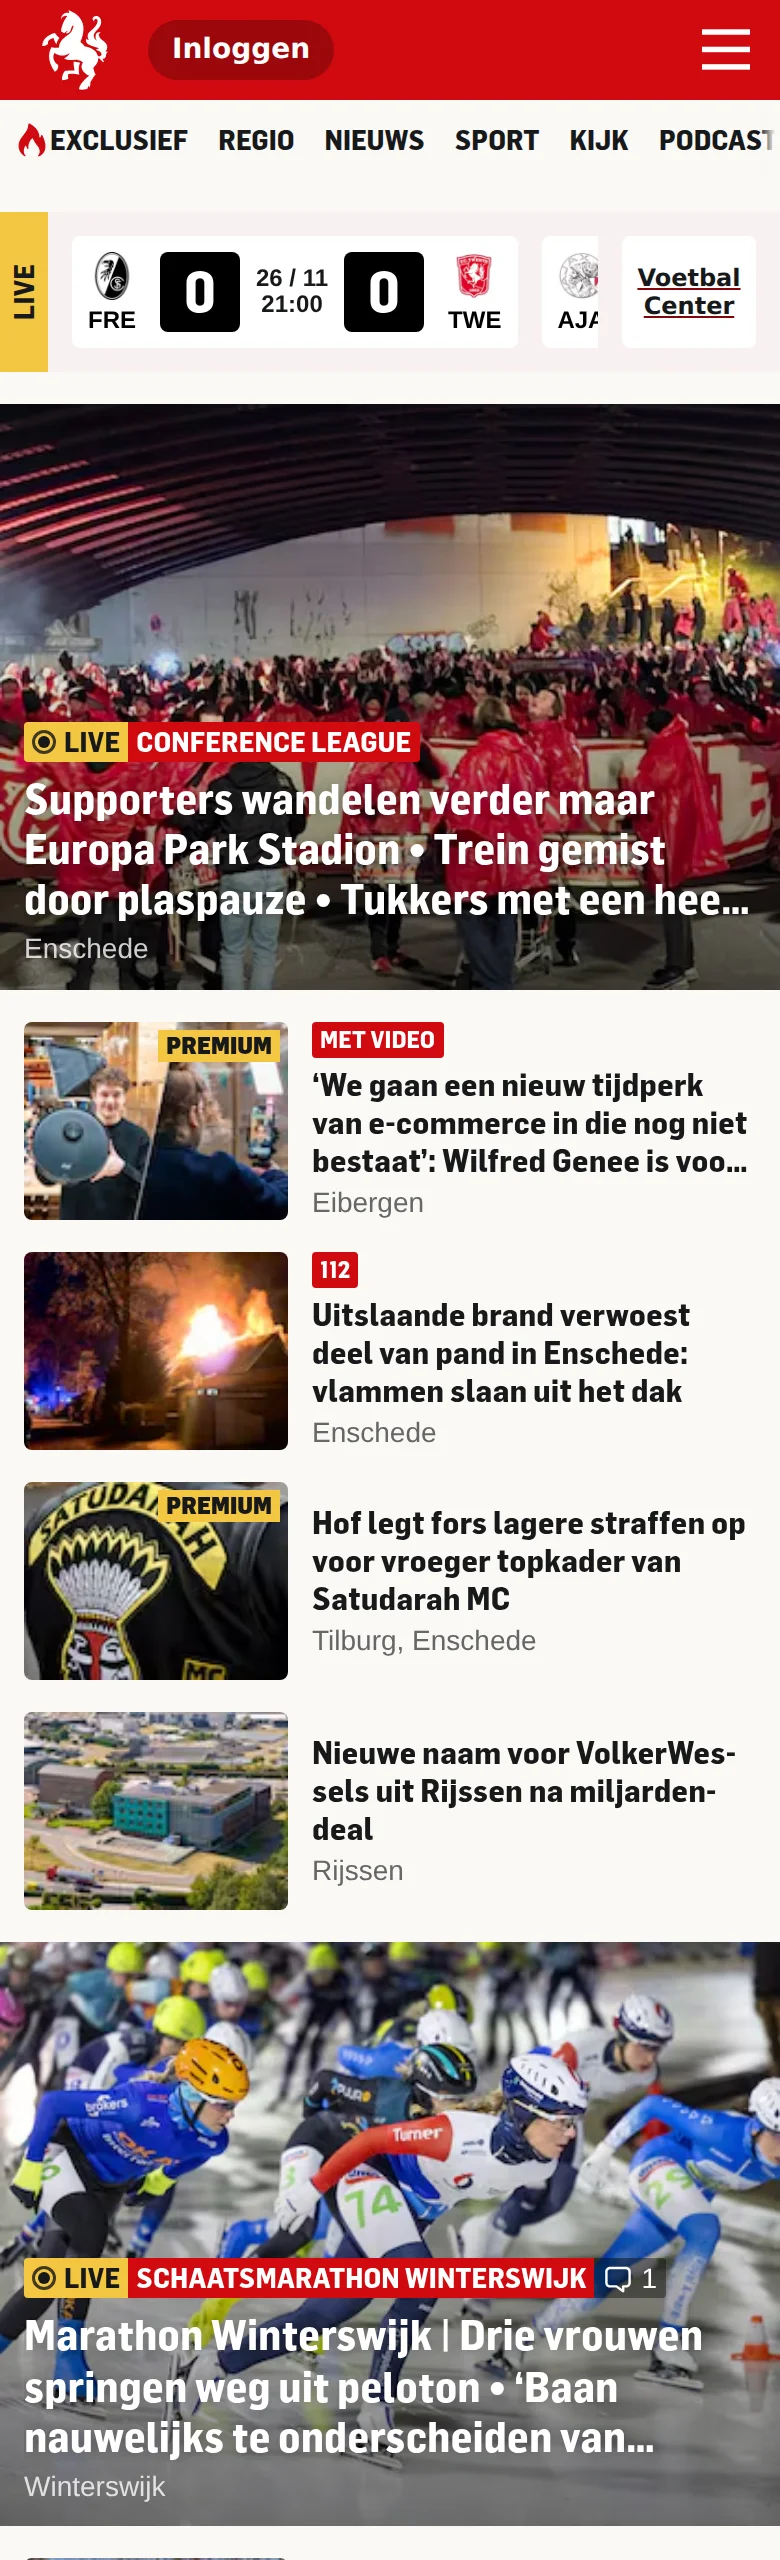 Inloggen
EXCLUSIEF REGIO NIEUWS SPORT KIJK PODCAST
LIVE
FRE
0
26 / 11
21:00
0
TWE
AJA
Voetbal
Center
LIVE CONFERENCE LEAGUE
Supporters wandelen verder maar
Europa Park Stadion • Trein gemist
door plaspauze • Tukkers met een hee...
Enschede
PREMIUM
MET VIDEO
‘We gaan een nieuw tijdperk
van e-commerce in die nog niet
bestaat’: Wilfred Genee is voo...
Eibergen
112
Uitslaande brand verwoest
deel van pand in Enschede:
vlammen slaan uit het dak
Enschede
SATUDARAH
PREMIUM
MC
Hof legt fors lagere straffen op
voor vroeger topkader van
Satudarah MC
Tilburg, Enschede
Nieuwe naam voor VolkerWes-
sels uit Rijssen na miljarden-
deal
Rijssen
brokers
Turner
74
LIVE SCHAATSMARATHON WINTERSWIJK 1
Marathon Winterswijk | Drie vrouwen
springen weg uit peloton • ‘Baan
nauwelijks te onderscheiden van...
Winterswijk